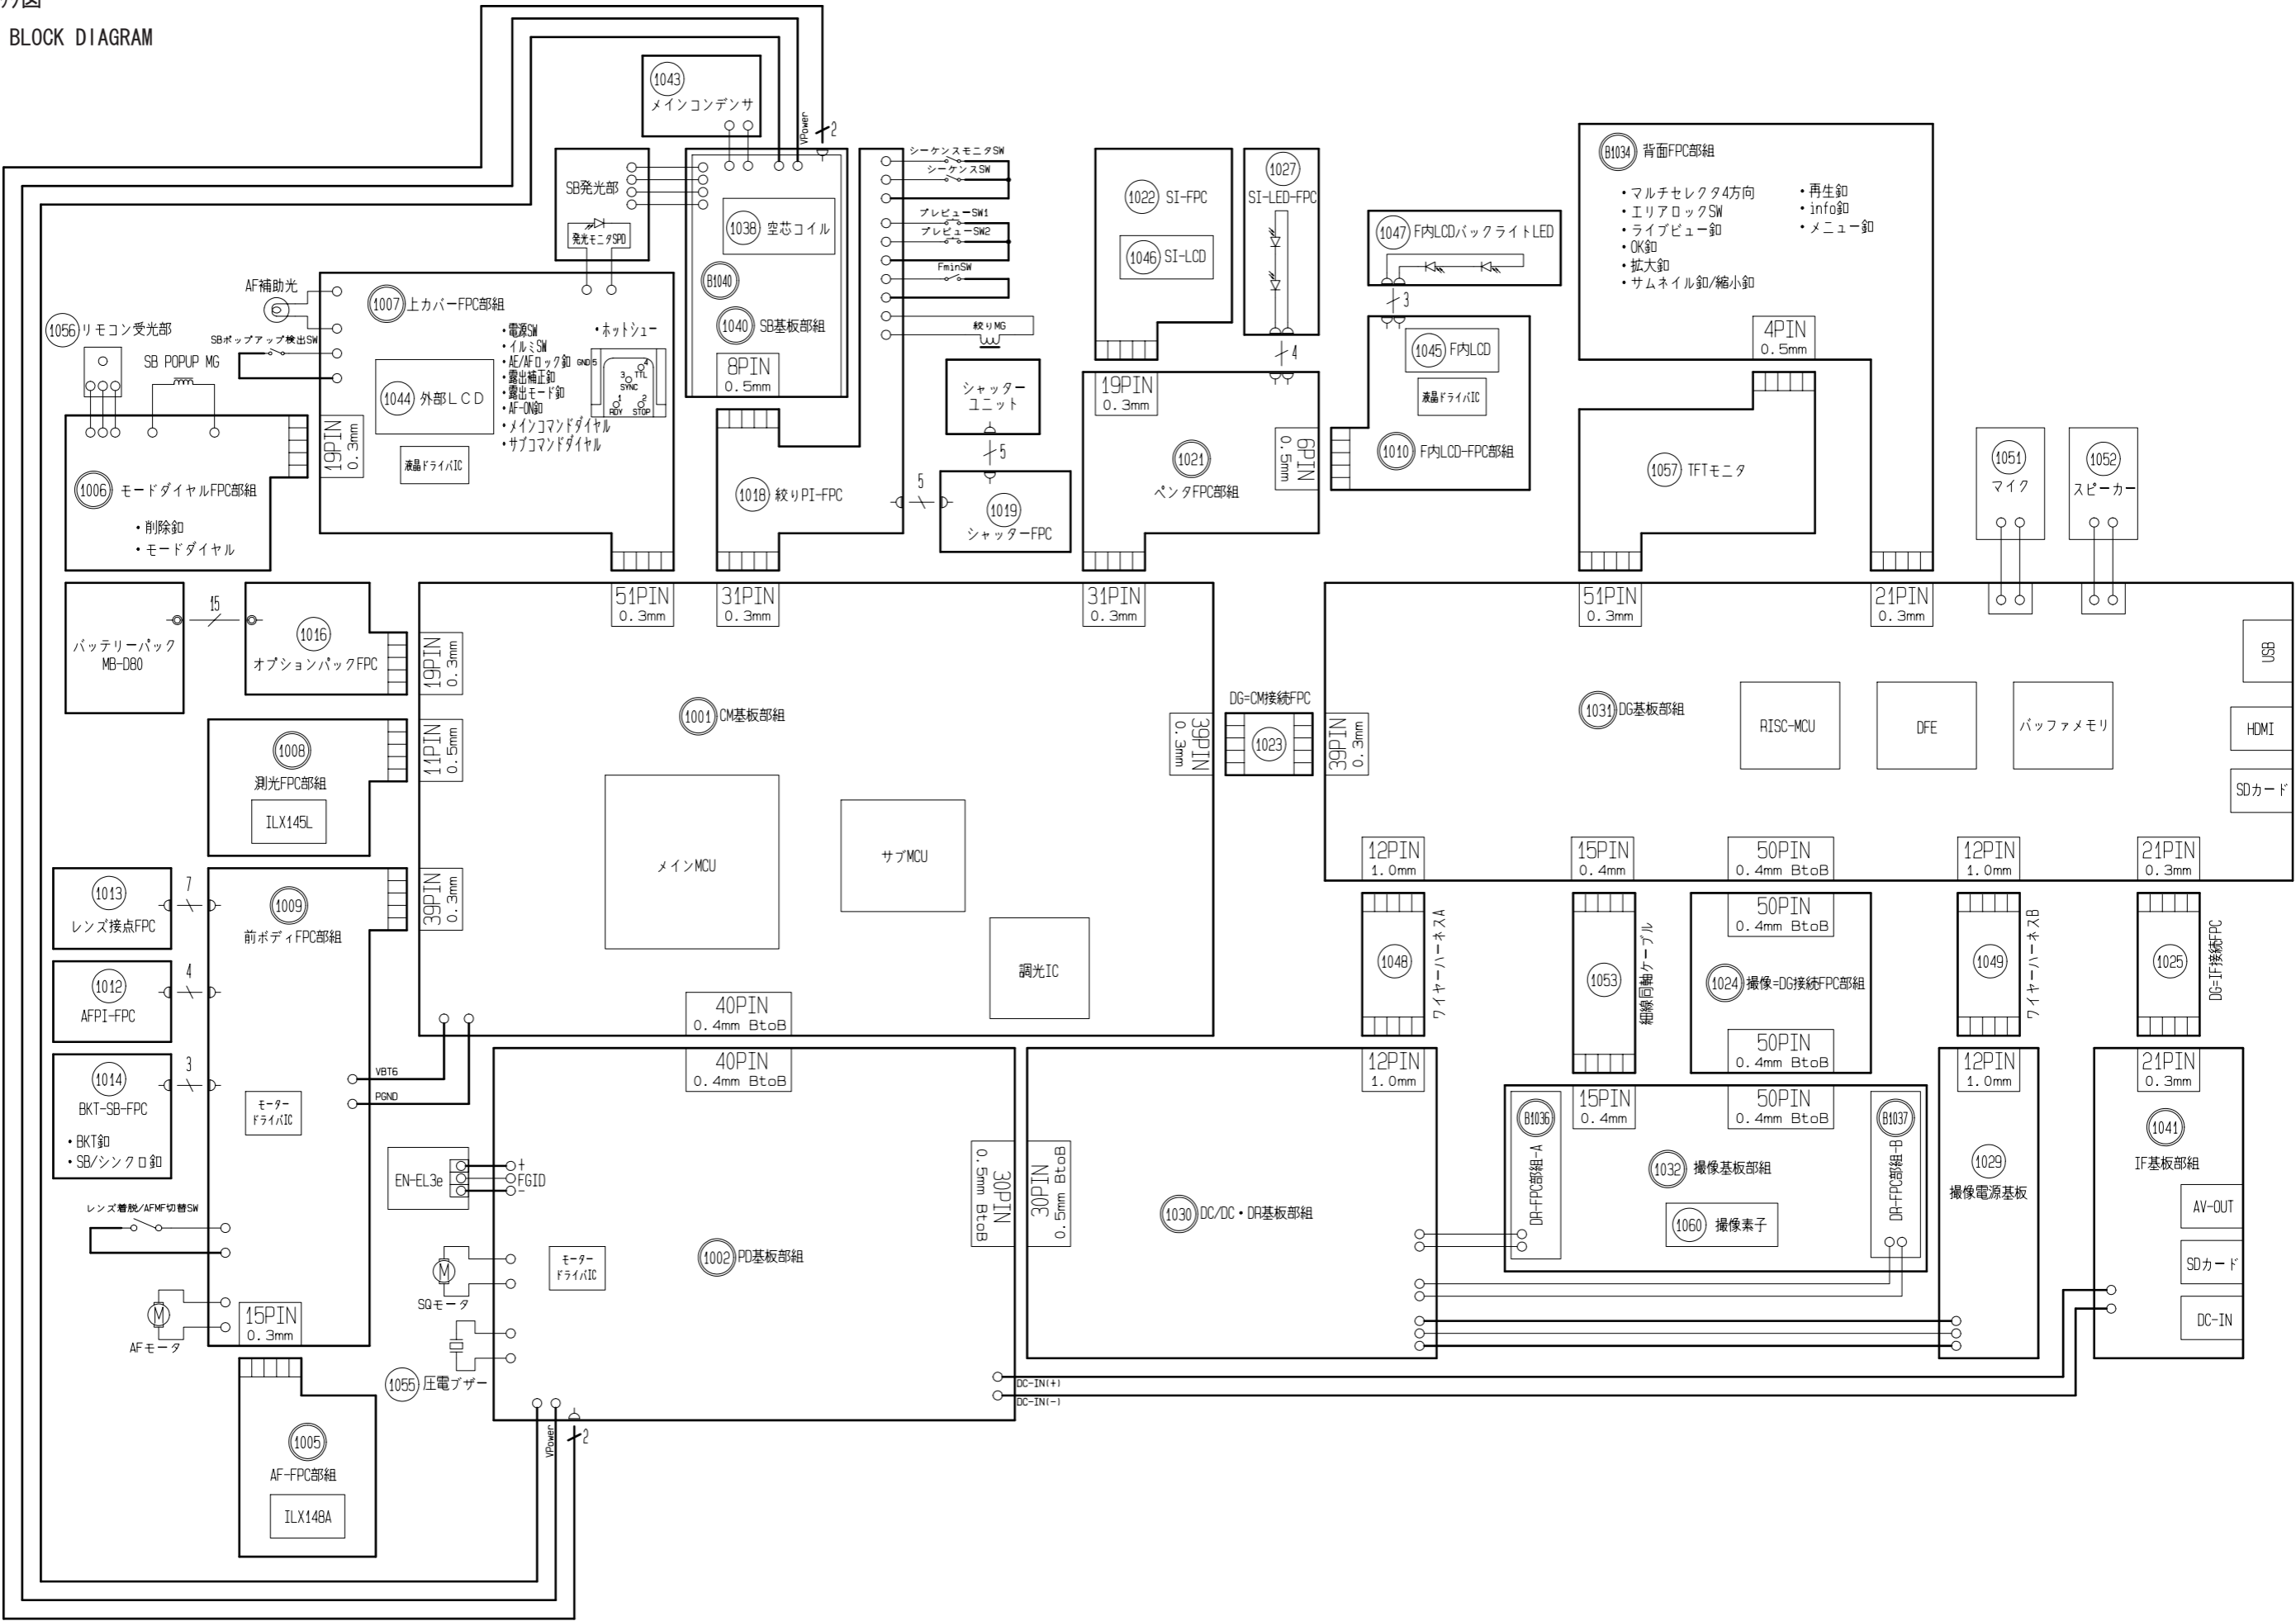 BLOCK DIAGRAM
1043
メインコンデンサ
VPower
2
SB発光部
発光モニタSPD
1038 空芯コイル
B1040
1040 SB基板部組
8PIN
0.5mm
シーケンスモニタSW
シーケンスSW
プレビューSW1
プレビューSW2
FminSW
絞りMG
1018 絞りPI-FPC
シャッター
ユニット
5
5
1019
シャッターFPC
1022 SI-FPC
1046 SI-LCD
1027
SI-LED-FPC
4
19PIN
0.3mm
6PIN
0.5mm
1021
ペンタFPC部組
1047 F内LCDバックライトLED
3
1045 F内LCD
液晶ドライバIC
1010 F内LCD-FPC部組
B1034 背面FPC部組
・マルチセレクタ4方向
・エリアロックSW
・ライブビュー釦
・OK釦
・拡大釦
・サムネイル釦/縮小釦
・再生釦
・info釦
・メニュー釦
4PIN
0.5mm
1057 TFTモニタ
1051
マイク
1052
スピーカー
AF補助光
1056 リモコン受光部
SBポップアップ検出SW
SB POPUP MG
1006 モードダイヤルFPC部組
・削除釦
・モードダイヤル
1007 上カバーFPC部組
・電源SW
・イルミSW
・AE/AFロック釦
・露出補正釦
・露出モード釦
・AF-ON釦
・メインコマンドダイヤル
・サブコマンドダイヤル
・ホットシュー
GND 5
4
3 TTL
SYNC
1 2
RDY STOP
1044 外部LCD
液晶ドライバIC
19PIN
0.3mm
バッテリーパック
MB-D80
15
1016
オプションパックFPC
1008
測光FPC部組
ILX145L
1013
レンズ接点FPC
7
1012
AFPI-FPC
4
1014
BKT-SB-FPC
3
・BKT釦
・SB/シンクロ釦
レンズ着脱/AFMF切替SW
M
AFモータ
1009
前ボディFPC部組
モーター
ドライバIC
15PIN
0.3mm
VBT6
PGND
1005
AF-FPC部組
ILX148A
51PIN
0.3mm
31PIN
0.3mm
31PIN
0.3mm
19PIN
0.3mm
11PIN
0.5mm
39PIN
0.3mm
1001 CM基板部組
39PIN
0.3mm
メインMCU
サブMCU
調光IC
40PIN
0.4mm BtoB
DG=CM接続FPC
1023
51PIN
0.3mm
21PIN
0.3mm
39PIN
0.3mm
1031 DG基板部組
RISC-MCU
DFE
バッファメモリ
USB
HDMI
SDカード
12PIN
1.0mm
15PIN
0.4mm
50PIN
0.4mm BtoB
12PIN
1.0mm
21PIN
0.3mm
1048
ワイヤーハーネスA
1053
細線同軸ケーブル
50PIN
0.4mm BtoB
1024 撮像=DG接続FPC部組
50PIN
0.4mm BtoB
1049
ワイヤーハーネスB
1025
DG=IF接続FPC
40PIN
0.4mm BtoB
EN-EL3e
+
FGID
-
M
SQモータ
モーター
ドライバIC
1055 圧電ブザー
1002 PD基板部組
30PIN
0.5mm BtoB
VPower
2
DC-IN(+)
DC-IN(-)
30PIN
0.5mm BtoB
12PIN
1.0mm
1030 DC/DC・DR基板部組
B1036
DR-FPC部組-A
15PIN
0.4mm
50PIN
0.4mm BtoB
B1037
DR-FPC部組-B
1032 撮像基板部組
1060 撮像素子
12PIN
1.0mm
1029
撮像電源基板
21PIN
0.3mm
1041
IF基板部組
AV-OUT
SDカード
DC-IN